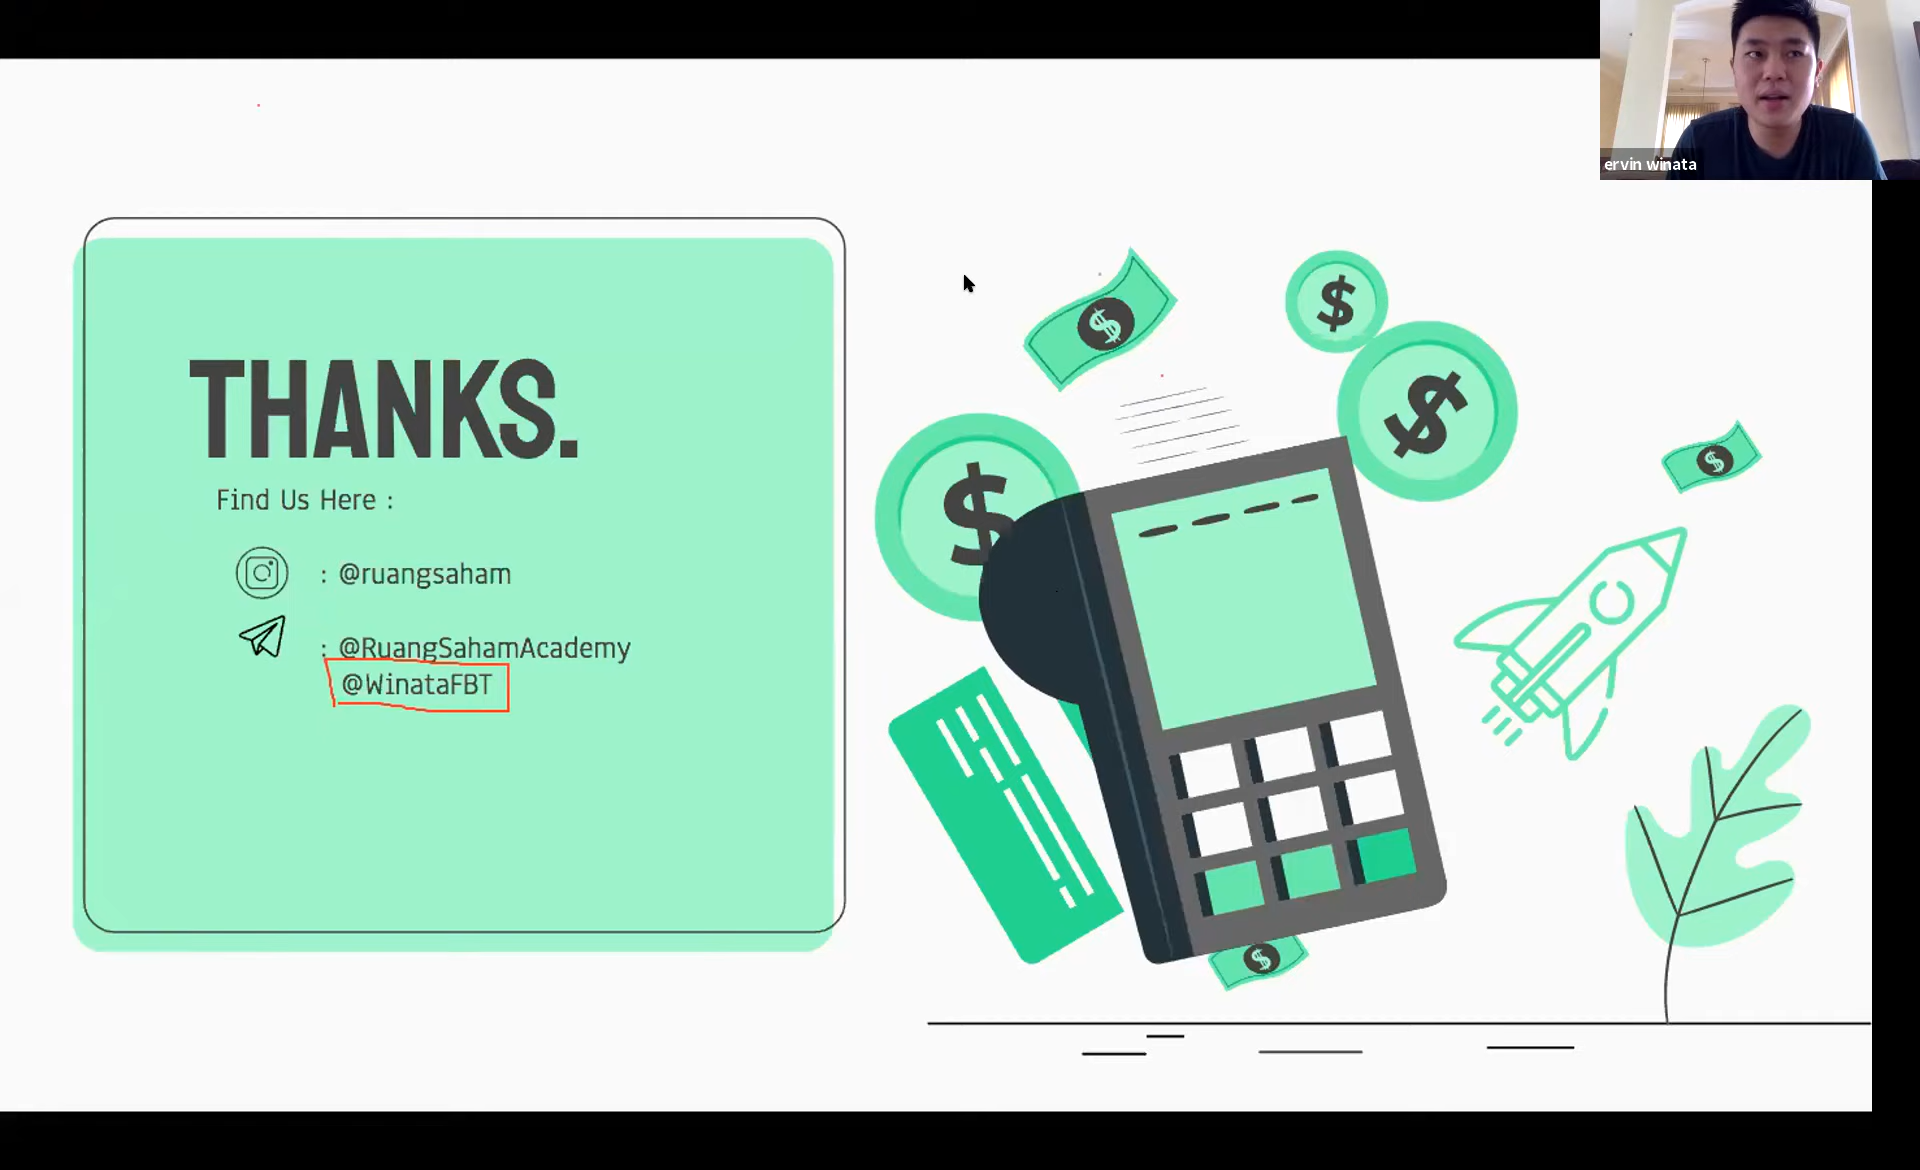 ervin winata
THANKS.
Find Us Here :
: @ruangsaham
: @RuangSahamAcademy
@WinataFBT
$
$
$
$
$
$
$